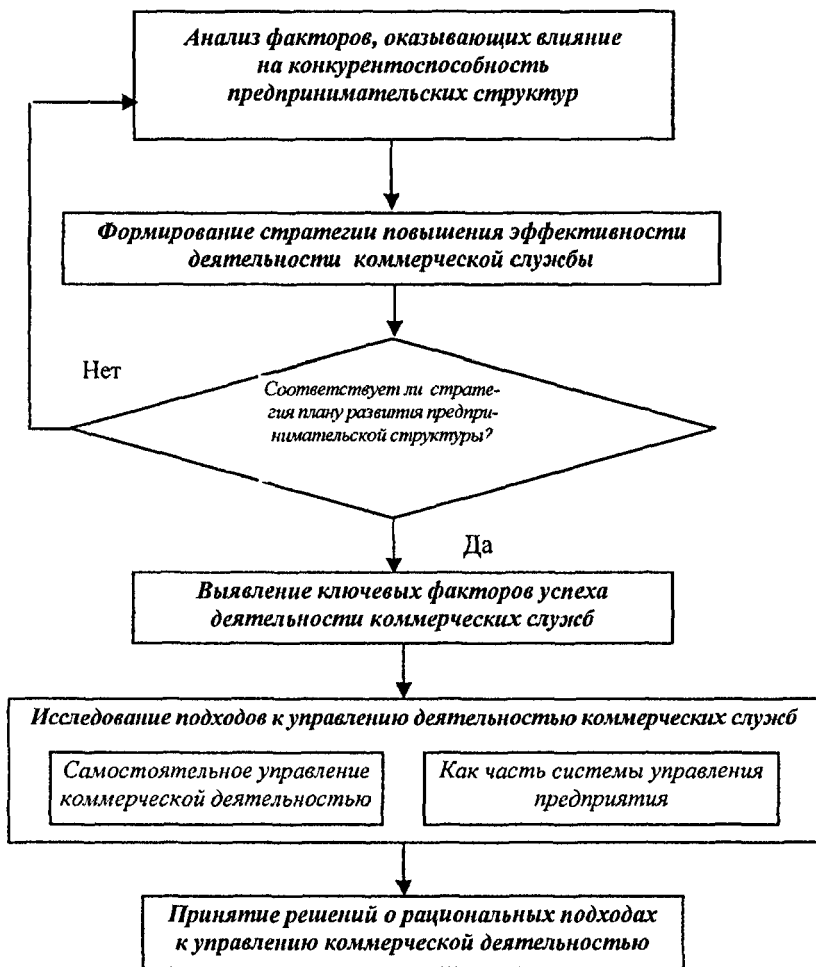 Анализ факторов, оказывающих влияние
на конкурентоспособность
предпринимательских структур
Формирование стратегии повышения эффективности
деятельности коммерческой службы
Нет
Соответствует ли страте-
гия плану развития предпри-
нимательской структуры?
Да
Выявление ключевых факторов успеха
деятельности коммерческих служб
Исследование подходов к управлению деятельностью коммерческих служб
Самостоятельное управление
коммерческой деятельностью
Как часть системы управления
предприятия
Принятие решений о рациональных подходах
к управлению коммерческой деятельностью